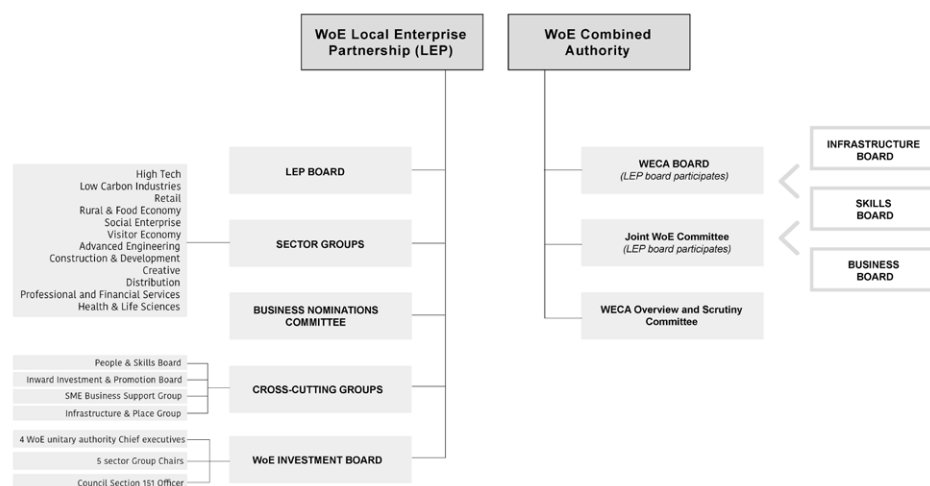 WoE Local Enterprise
Partnership (LEP)
WoE Combined
Authority
LEP BOARD
High Tech
Low Carbon Industries
Retail
Rural & Food Economy
Social Enterprise
Visitor Economy
Advanced Engineering
Construction & Development
Creative
Distribution
Professional and Financial Services
Health & Life Sciences
SECTOR GROUPS
BUSINESS NOMINATIONS
COMMITTEE
People & Skills Board
Inward Investment & Promotion Board
SME Business Support Group
Infrastructure & Place Group
CROSS-CUTTING GROUPS
4 WoE unitary authority Chief executives
5 sector Group Chairs
Council Section 151 Officer
WoE INVESTMENT BOARD
WECA BOARD
(LEP board participates)
Joint WoE Committee
(LEP board participates)
WECA Overview and Scrutiny
Committee
INFRASTRUCTURE
BOARD
SKILLS
BOARD
BUSINESS
BOARD